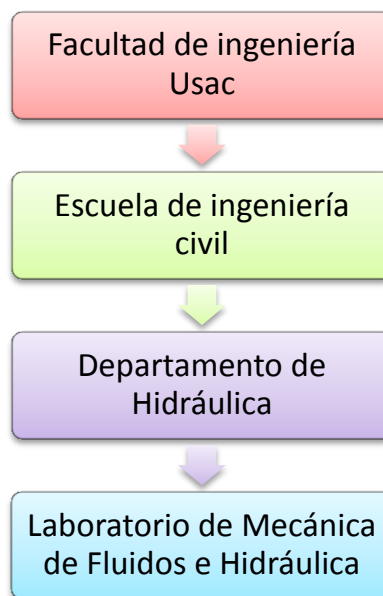 Facultad de ingeniería
Usac
Escuela de ingeniería
civil
Departamento de
Hidráulica
Laboratorio de Mecánica
de Fluidos e Hidráulica